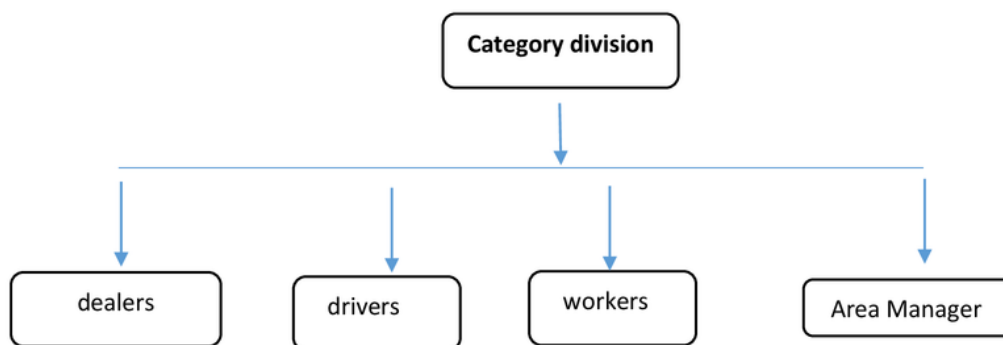 Category division
dealers
drivers
workers
Area Manager